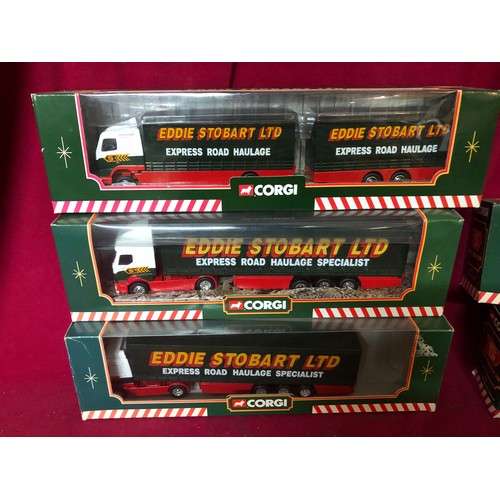 EDDIE STOBART LTD
EXPRESS ROAD HAULAGE
EDDIE STOBART LTD
EXPRESS ROAD HAULAGE
CORGI
EDDIE STOBART LTD
EXPRESS ROAD HAULAGE SPECIALIST
CORGI
EDDIE STOBART LTD
EXPRESS ROAD HAULAGE SPECIALIST
CORGI